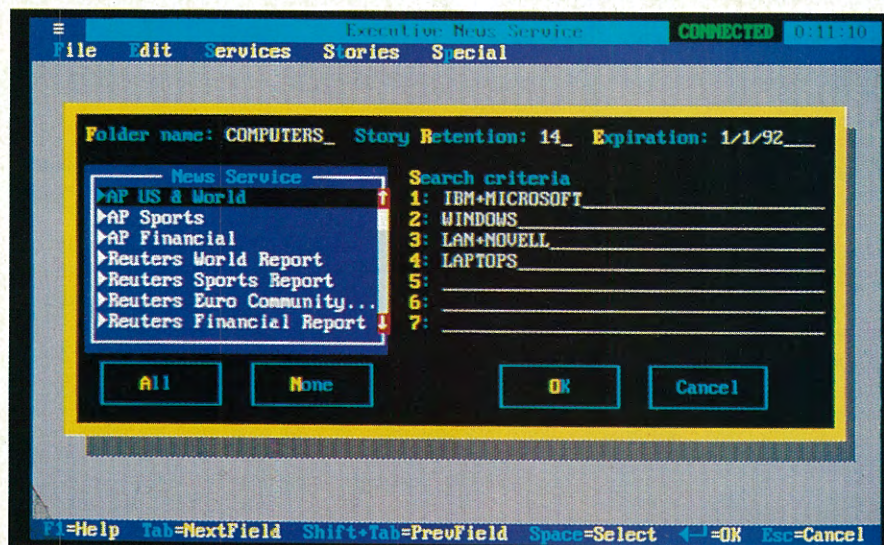 ≡ Executive News Service CONNECTED 0:11:10
File Edit Services Stories Special
Folder name: COMPUTERS_ Story Retention: 14_ Expiration: 1/1/92___
News Service
▶AP US & World
▶AP Sports
▶AP Financial
▶Reuters World Report
▶Reuters Sports Report
▶Reuters Euro Community...
▶Reuters Financial Report
Search criteria
1: IBM+MICROSOFT
2: WINDOWS
3: LAN+NOVELL
4: LAPTOPS
5:
6:
7:
All None OK Cancel
F1=Help Tab=NextField Shift+Tab=PrevField Space=Select ◄─┘=OK Esc=Cancel